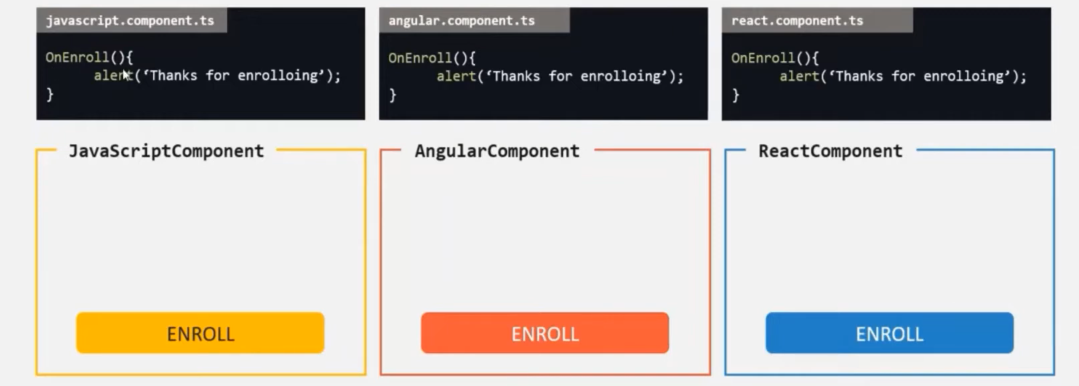 javascript.component.ts
OnEnroll(){
alert(‘Thanks for enrolloing’);
}
angular.component.ts
OnEnroll(){
alert(‘Thanks for enrolloing’);
}
react.component.ts
OnEnroll(){
alert(‘Thanks for enrolloing’);
}
JavaScriptComponent
ENROLL
AngularComponent
ENROLL
ReactComponent
ENROLL